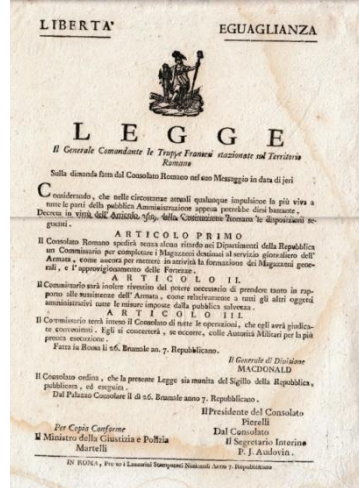 LIBERTA' EGUAGLIANZA
LEGGE
Il Generale Comandante le Truppe Francesi stazionate sul Territorio
Romano
Sulla dimanda fatta dal Consolato Romano nel suo Messaggio in data di jeri
Considerando, che nelle circostanze attuali qualunque impulsione la più viva a
tutte le parti della pubblica Amministrazione appena potrebbe dirsi bastante,
Decreta in virtù dell' Articolo 369. della Costituzione Romana le disposizioni se-
guenti.
ARTICOLO PRIMO
Il Consolato Romano spedirà senza alcun ritardo nei Dipartimenti della Repubblica
un Commissario per completare i Magazzeni destinati al servizio giornaliero dell'
Armata, come ancora per mettere in attività la formazione dei Magazzeni gene-
rali, e l'approvigionamento delle Fortezze.
ARTICOLO II.
Il Commissario sarà inoltre rivestito del potere necessario di prendere tanto in rap-
porto alle sussistenze dell' Armata, come relativamente a tutti gli altri oggetti
amministrativi tutte le misure imposte dalla pubblica salvezza.
ARTICOLO III.
Il Commissario terrà inteso il Consolato di tutte le operazioni, che egli avrà giudica-
te convenienti. Egli si concerterà, se occorre, colle Autorità Militari per la più
pronta esecuzione.
Fatta in Roma li 26. Brumale an. 7. Repubblicano.
Il Generale di Divisione
MACDONALD
Il Consolato ordina, che la presente Legge sia munita del Sigillo della Repubblica,
pubblicata, ed eseguita.
Dal Palazzo Consolare li di 26. Brumale anno 7. Repubblicano.
Il Presidente del Consolato
Pierelli
Per Copia Conforme
Dal Consolato
Il Ministro della Giustizia e Polizia
Il Segretario Interino
Martelli
P. J. Audovin.
IN ROMA, Presso i Lazzarini Stampatori Nazionali Anno 7. Repubblicano